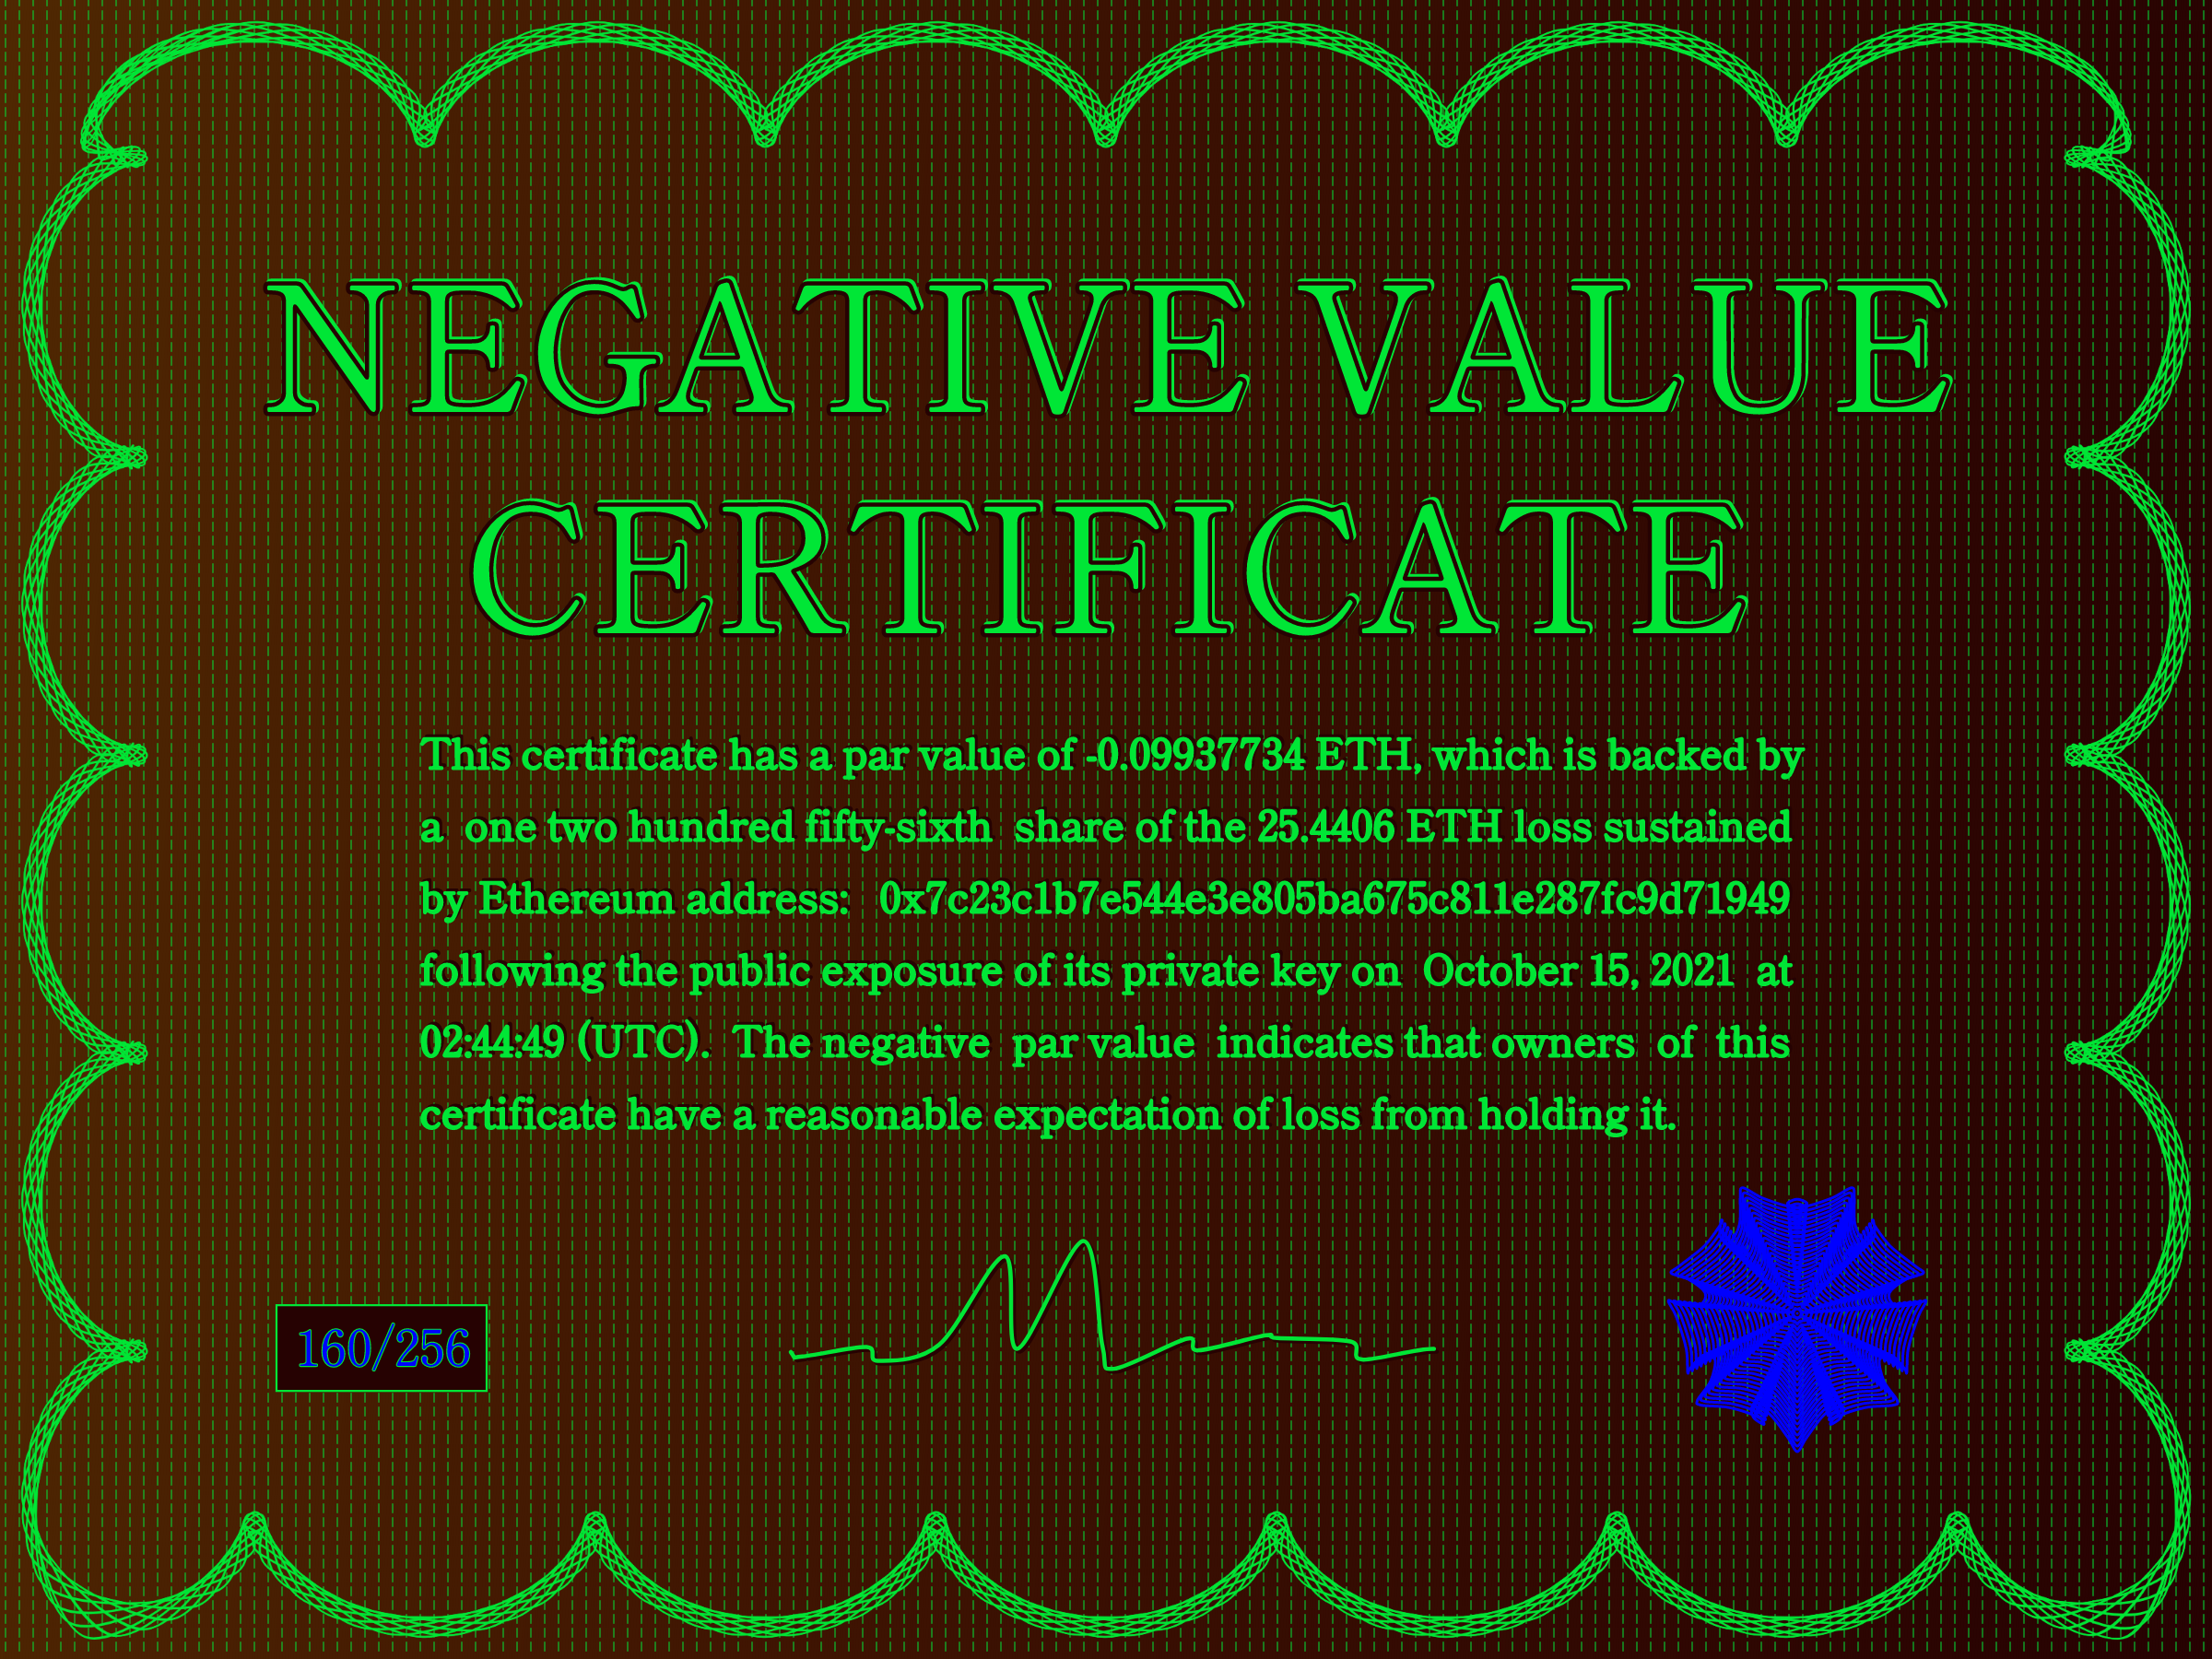 NEGATIVE VALUE
CERTIFICATE
This certificate has a par value of -0.09937734 ETH, which is backed by
a one two hundred fifty-sixth share of the 25.4406 ETH loss sustained
by Ethereum address: 0x7c23c1b7e544e3e805ba675c811e287fc9d71949
following the public exposure of its private key on October 15, 2021 at
02:44:49 (UTC). The negative par value indicates that owners of this
certificate have a reasonable expectation of loss from holding it.
160/256